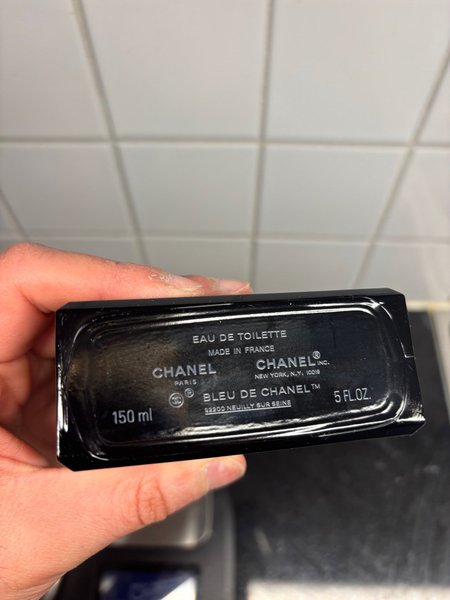 EAU DE TOILETTE
MADE IN FRANCE
CHANEL CHANEL® INC.
PARIS NEW YORK, N.Y. 10019
BLEU DE CHANEL™
150 ml 92200 NEUILLY SUR SEINE 5 FL.OZ.